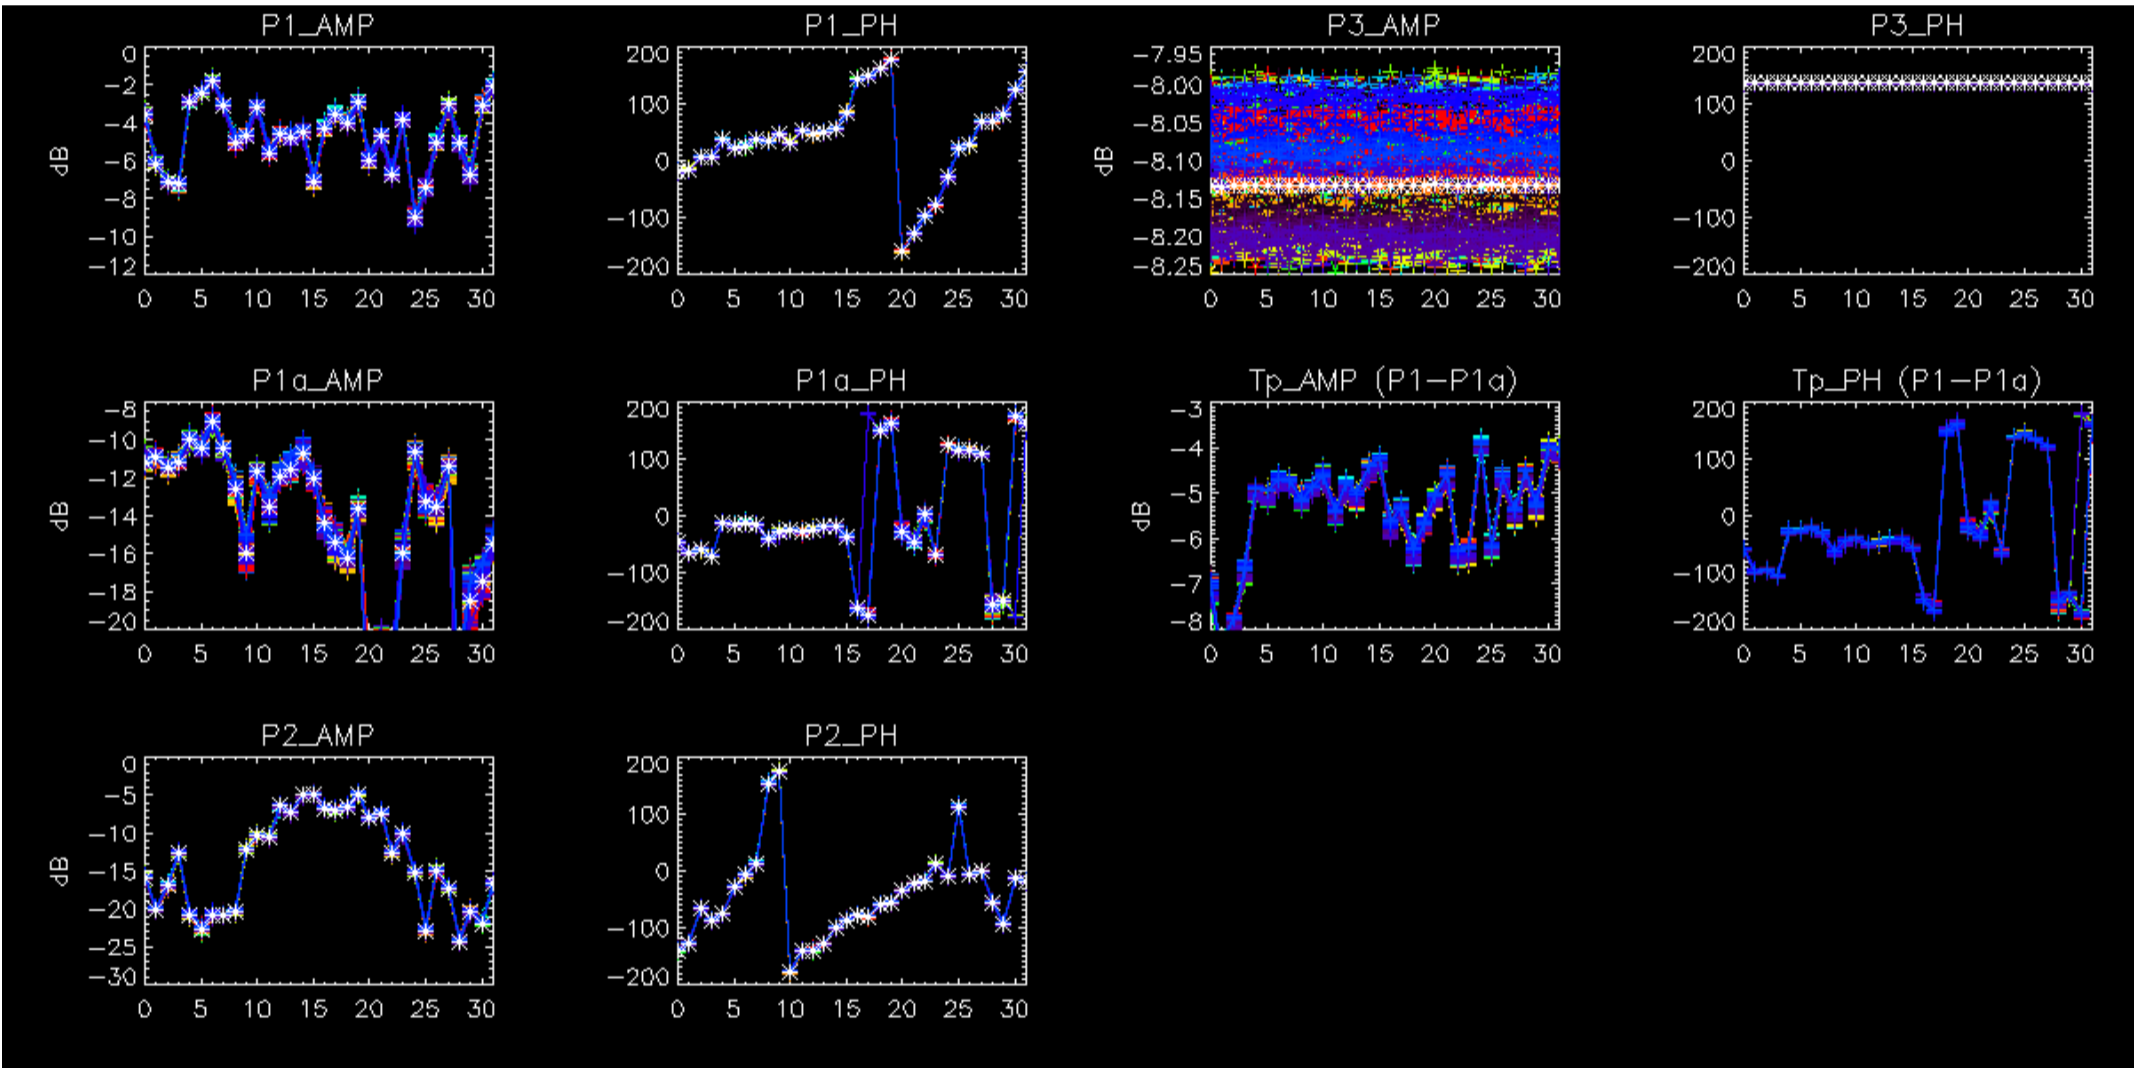 P1_AMP
dB
0
−2
−4
−6
−8
−10
−12
0 5 10 15 20 25 30
P1_PH
200
100
0
−100
−200
0 5 10 15 20 25 30
P3_AMP
dB
−7.95
−8.00
−8.05
−8.10
−8.15
−8.20
−8.25
0 5 10 15 20 25 30
P3_PH
200
100
0
−100
−200
0 5 10 15 20 25 30
P1a_AMP
dB
−8
−10
−12
−14
−16
−18
−20
0 5 10 15 20 25 30
P1a_PH
200
100
0
−100
−200
0 5 10 15 20 25 30
Tp_AMP (P1−P1a)
dB
−3
−4
−5
−6
−7
−8
0 5 10 15 20 25 30
Tp_PH (P1−P1a)
200
100
0
−100
−200
0 5 10 15 20 25 30
P2_AMP
dB
0
−5
−10
−15
−20
−25
−30
0 5 10 15 20 25 30
P2_PH
200
100
0
−100
−200
0 5 10 15 20 25 30